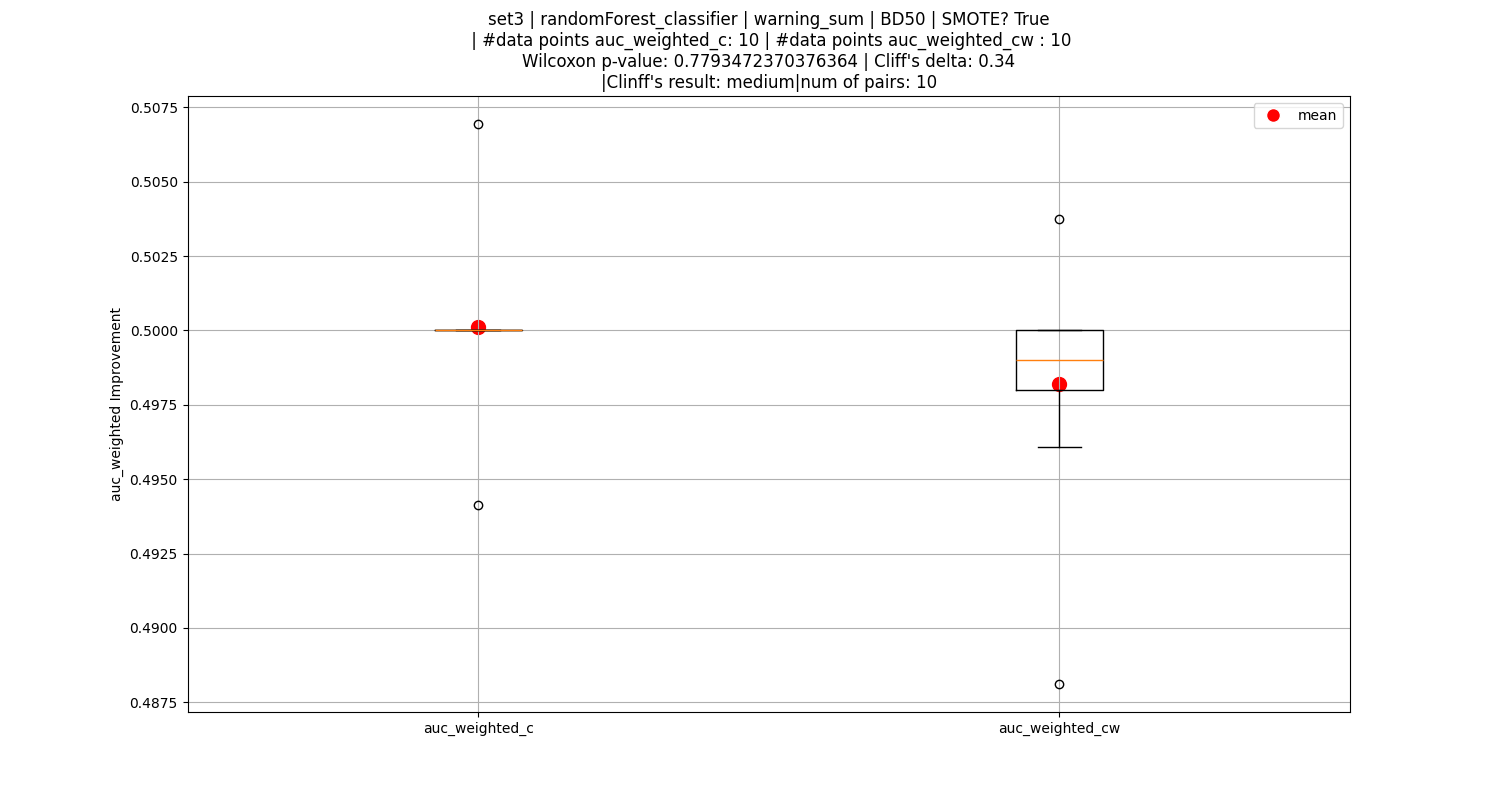 set3 | randomForest_classifier | warning_sum | BD50 | SMOTE? True
| #data points auc_weighted_c: 10 | #data points auc_weighted_cw : 10
Wilcoxon p-value: 0.7793472370376364 | Cliff's delta: 0.34
|Clinff's result: medium|num of pairs: 10
mean
0.5075
0.5050
0.5025
0.5000
0.4975
0.4950
0.4925
0.4900
0.4875
auc_weighted Improvement
auc_weighted_c
auc_weighted_cw